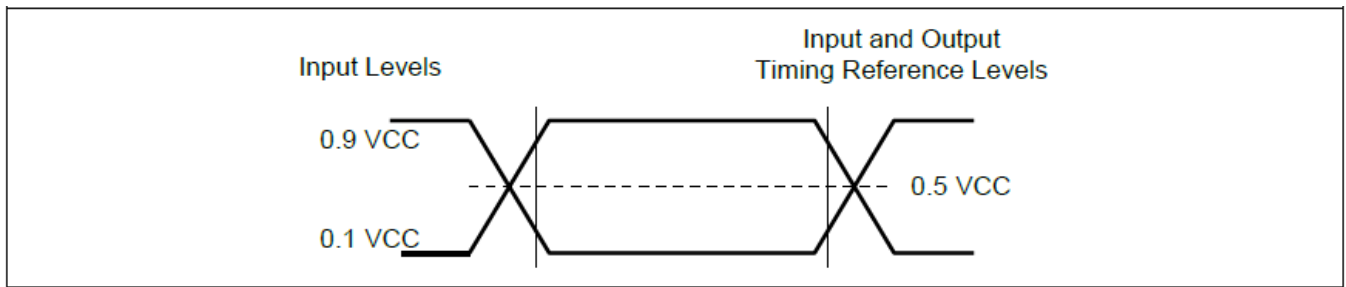 Input Levels
Input and Output
Timing Reference Levels
0.9 VCC
0.5 VCC
0.1 VCC